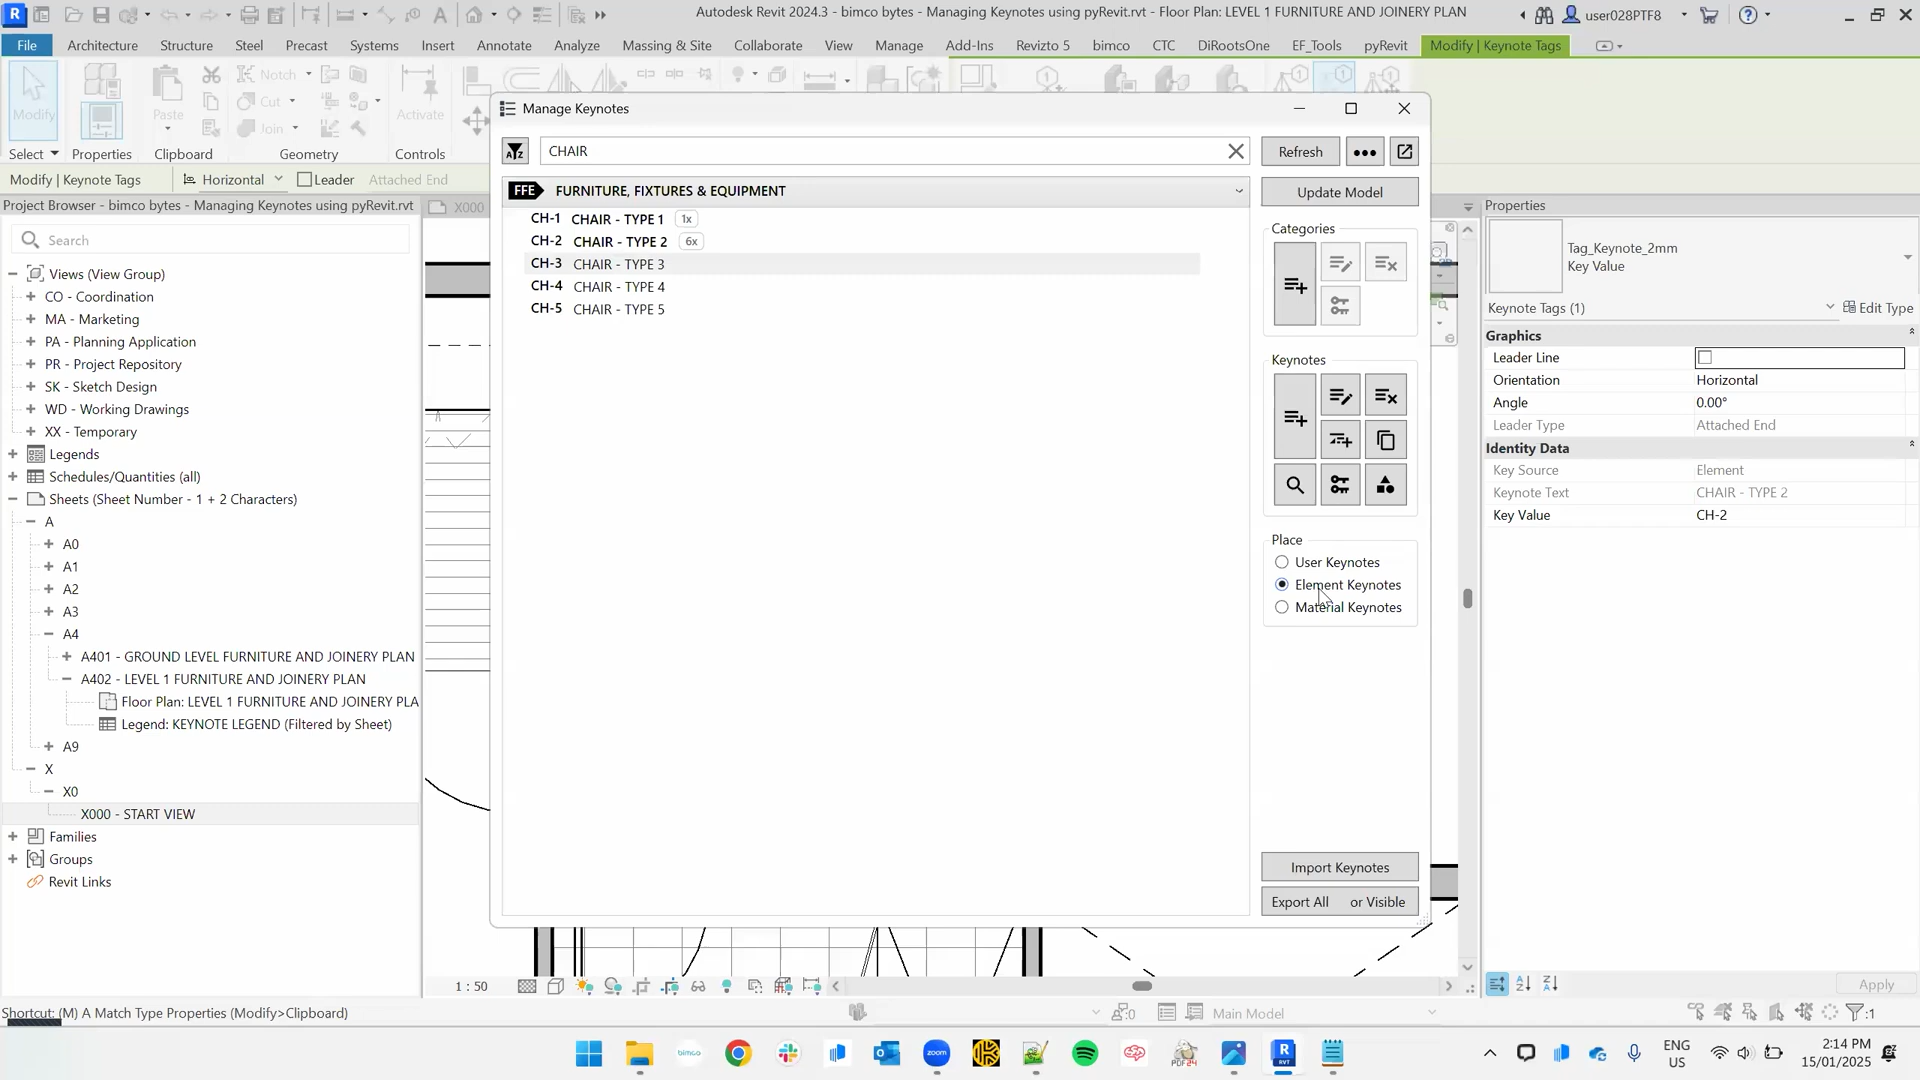 Autodesk Revit 2024.3 - bimco bytes - Managing Keynotes using pyRevit.rvt - Floor Plan: LEVEL 1 FURNITURE AND JOINERY PLAN
user028PTF8
File Architecture Structure Steel Precast Systems Insert Annotate Analyze Massing & Site Collaborate View Manage Add-Ins Revizto 5 bimco CTC DiRootsOne EF_Tools pyRevit Modify | Keynote Tags
Modify
Paste
Notch
Cut
Join
Activate
Select Properties Clipboard Geometry Controls
Modify | Keynote Tags Horizontal Leader Attached End
Project Browser - bimco bytes - Managing Keynotes using pyRevit.rvt
X000
Search
Views (View Group)
CO - Coordination
MA - Marketing
PA - Planning Application
PR - Project Repository
SK - Sketch Design
WD - Working Drawings
XX - Temporary
Legends
Schedules/Quantities (all)
Sheets (Sheet Number - 1 + 2 Characters)
A
A0
A1
A2
A3
A4
A401 - GROUND LEVEL FURNITURE AND JOINERY PLAN
A402 - LEVEL 1 FURNITURE AND JOINERY PLAN
Floor Plan: LEVEL 1 FURNITURE AND JOINERY PLA
Legend: KEYNOTE LEGEND (Filtered by Sheet)
A9
X
X0
X000 - START VIEW
Families
Groups
Revit Links
Manage Keynotes
CHAIR
Refresh
Update Model
FFE FURNITURE, FIXTURES & EQUIPMENT
CH-1 CHAIR - TYPE 1 1x
CH-2 CHAIR - TYPE 2 6x
CH-3 CHAIR - TYPE 3
CH-4 CHAIR - TYPE 4
CH-5 CHAIR - TYPE 5
Categories
Keynotes
Place
User Keynotes
Element Keynotes
Material Keynotes
Import Keynotes
Export All or Visible
Properties
Tag_Keynote_2mm
Key Value
Keynote Tags (1) Edit Type
Graphics
Leader Line
Orientation Horizontal
Angle 0.00°
Leader Type Attached End
Identity Data
Key Source Element
Keynote Text CHAIR - TYPE 2
Key Value CH-2
Apply
1 : 50
Shortcut: (M) A Match Type Properties (Modify>Clipboard)
:0
Main Model
:1
bimco
zoom
PDF24
R
RVT
ENG
US
2:14 PM
15/01/2025